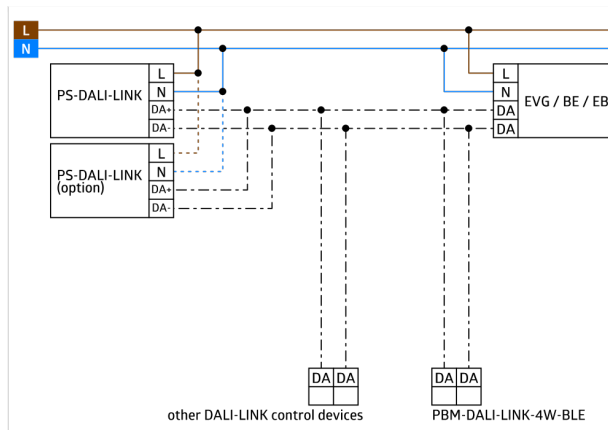 L
N
PS-DALI-LINK
L
N
DA+
DA-
L
N
DA
DA
EVG / BE / EB
PS-DALI-LINK
(option)
L
N
DA+
DA-
DA DA
DA DA
other DALI-LINK control devices
PBM-DALI-LINK-4W-BLE